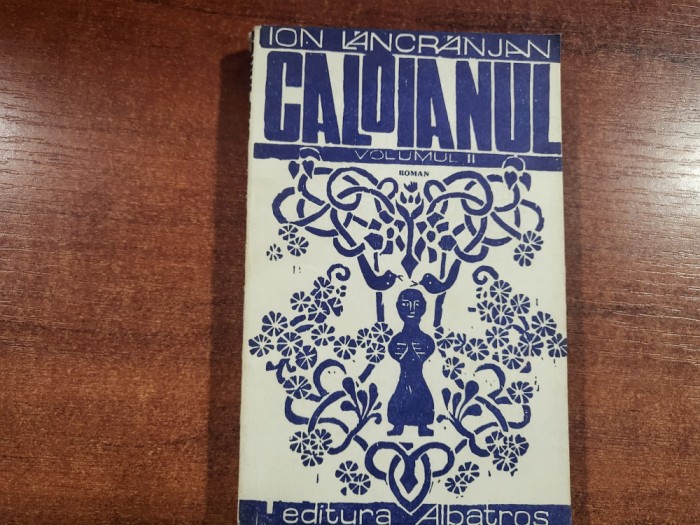 ION LĂNCRĂNJAN
CALOIANUL
VOLUMUL II
ROMAN
editura Albatros